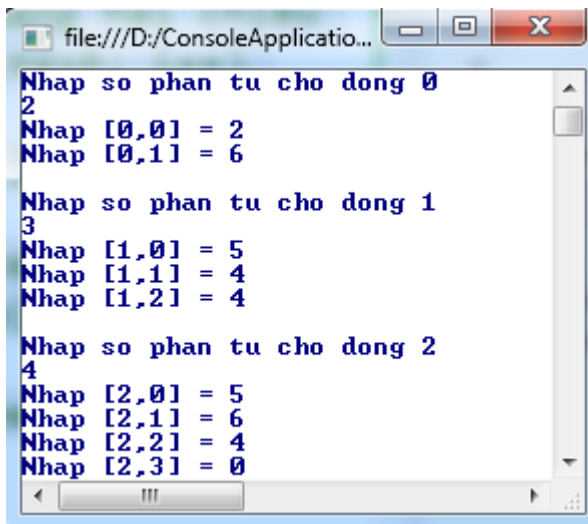 file:///D:/ConsoleApplicatio...
Nhap so phan tu cho dong 0
2
Nhap [0,0] = 2
Nhap [0,1] = 6
Nhap so phan tu cho dong 1
3
Nhap [1,0] = 5
Nhap [1,1] = 4
Nhap [1,2] = 4
Nhap so phan tu cho dong 2
4
Nhap [2,0] = 5
Nhap [2,1] = 6
Nhap [2,2] = 4
Nhap [2,3] = 0